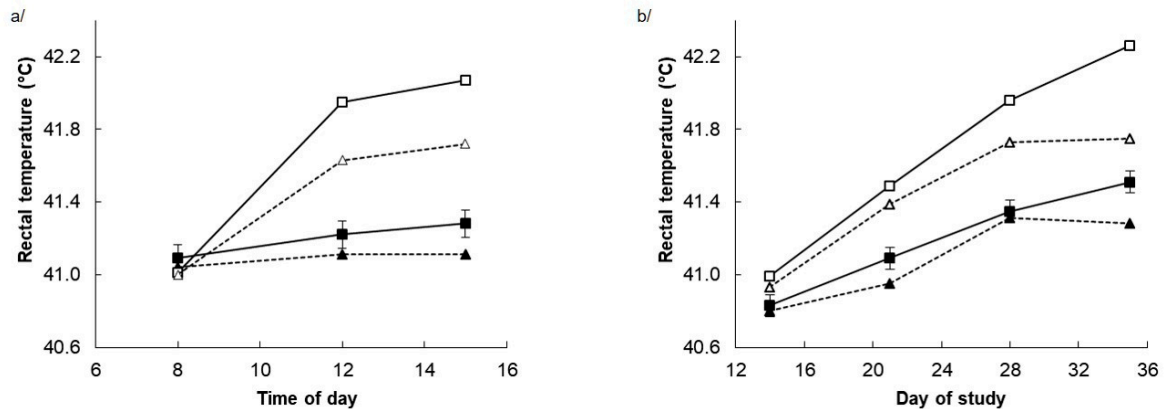 a/
Rectal temperature (°C)
42.2
41.8
41.4
41.0
40.6
6 8 10 12 14 16
Time of day
b/
Rectal temperature (°C)
42.2
41.8
41.4
41.0
40.6
12 16 20 24 28 32 36
Day of study